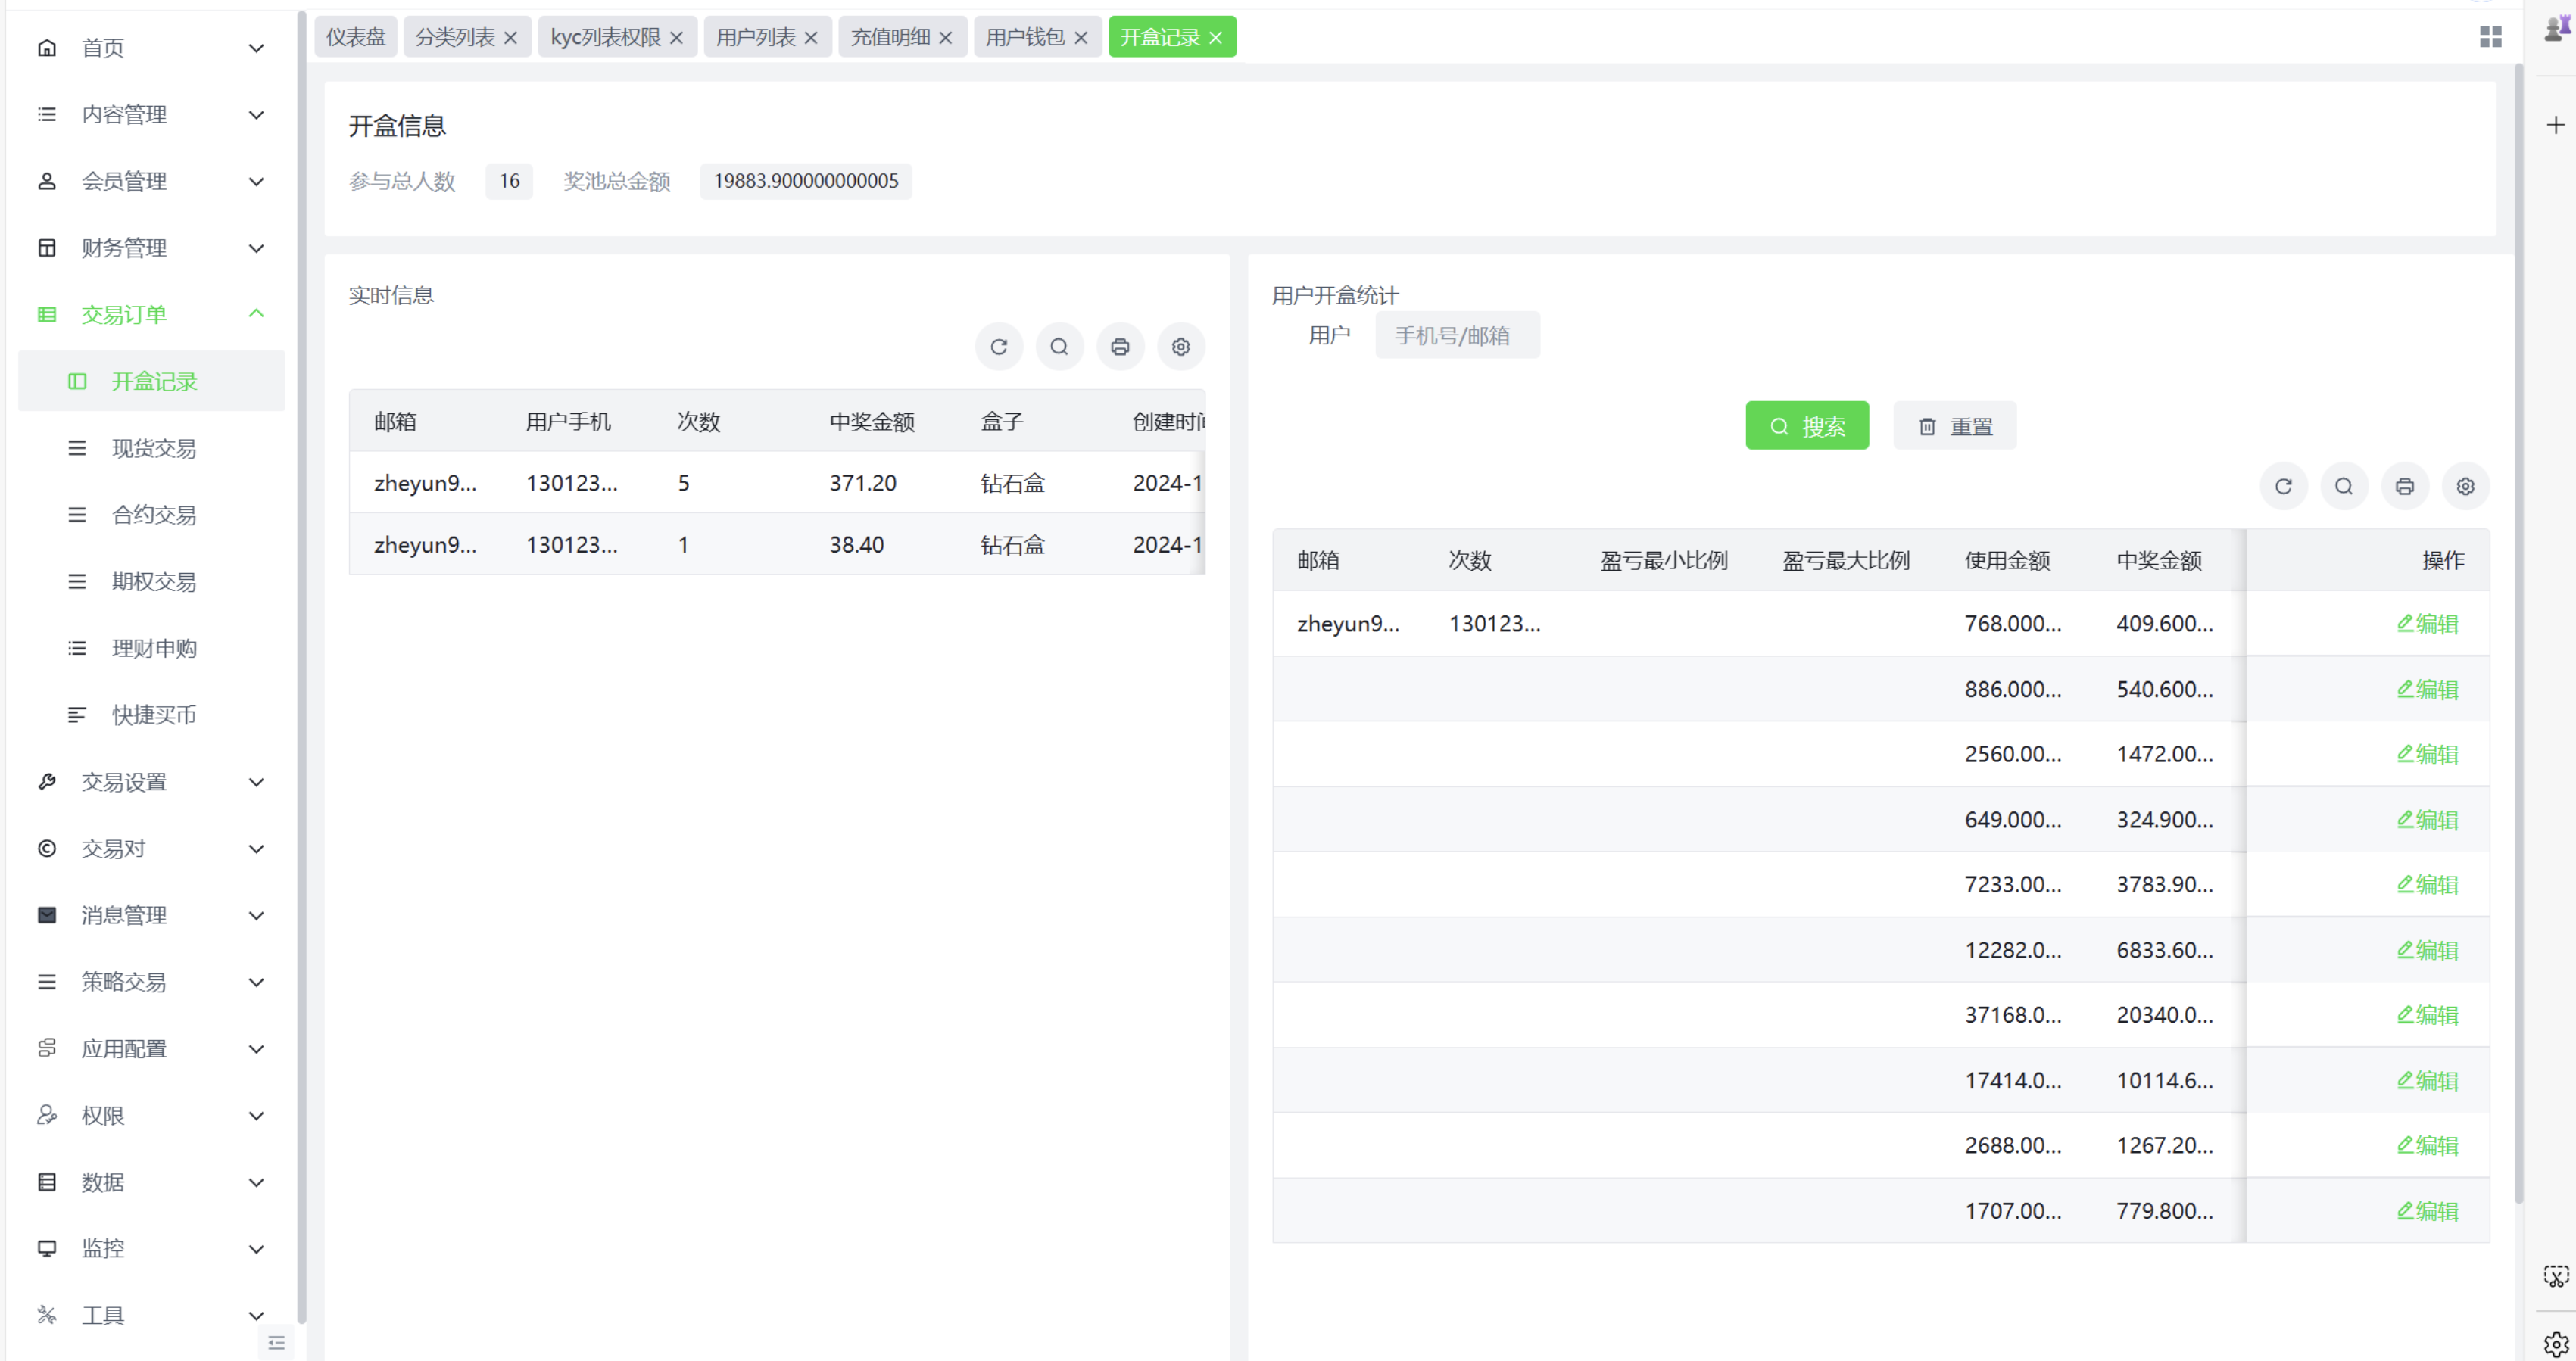 首页
内容管理
会员管理
财务管理
交易订单
开盒记录
现货交易
合约交易
期权交易
理财申购
快捷买币
交易设置
交易对
消息管理
策略交易
应用配置
权限
数据
监控
工具
仪表盘 分类列表 kyc列表权限 用户列表 充值明细 用户钱包 开盒记录
开盒信息
参与总人数 16 奖池总金额 19883.900000000005
实时信息
邮箱 用户手机 次数 中奖金额 盒子 创建时间
zheyun9... 130123... 5 371.20 钻石盒 2024-1
zheyun9... 130123... 1 38.40 钻石盒 2024-1
用户开盒统计
用户 手机号/邮箱
搜索 重置
邮箱 次数 盈亏最小比例 盈亏最大比例 使用金额 中奖金额 操作
zheyun9... 130123... 768.000... 409.600... 编辑
886.000... 540.600... 编辑
2560.00... 1472.00... 编辑
649.000... 324.900... 编辑
7233.00... 3783.90... 编辑
12282.0... 6833.60... 编辑
37168.0... 20340.0... 编辑
17414.0... 10114.6... 编辑
2688.00... 1267.20... 编辑
1707.00... 779.800... 编辑